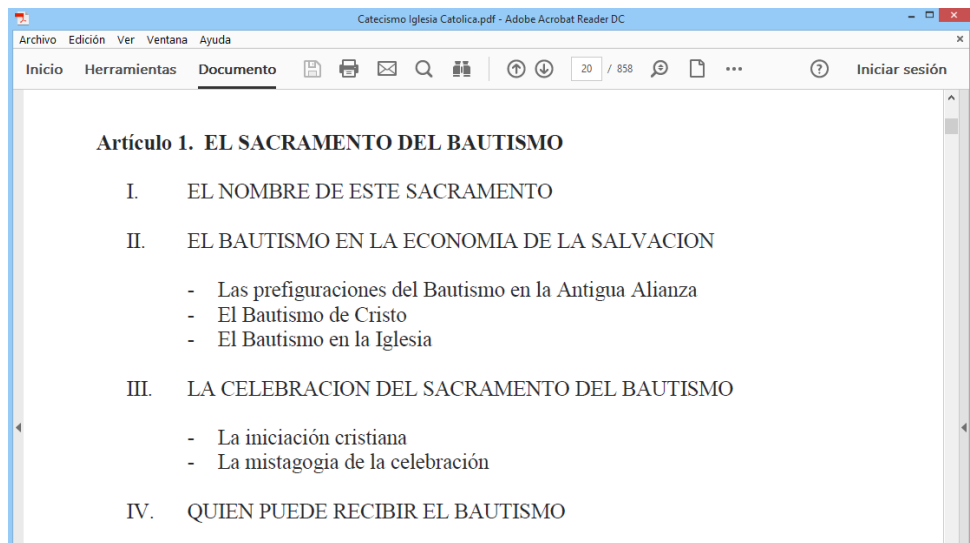 Catecismo Iglesia Catolica.pdf - Adobe Acrobat Reader DC
Archivo Edición Ver Ventana Ayuda
Inicio Herramientas Documento 20 / 858 Iniciar sesión
Artículo 1. EL SACRAMENTO DEL BAUTISMO
I. EL NOMBRE DE ESTE SACRAMENTO
II. EL BAUTISMO EN LA ECONOMIA DE LA SALVACION
- Las prefiguraciones del Bautismo en la Antigua Alianza
- El Bautismo de Cristo
- El Bautismo en la Iglesia
III. LA CELEBRACION DEL SACRAMENTO DEL BAUTISMO
- La iniciación cristiana
- La mistagogia de la celebración
IV. QUIEN PUEDE RECIBIR EL BAUTISMO